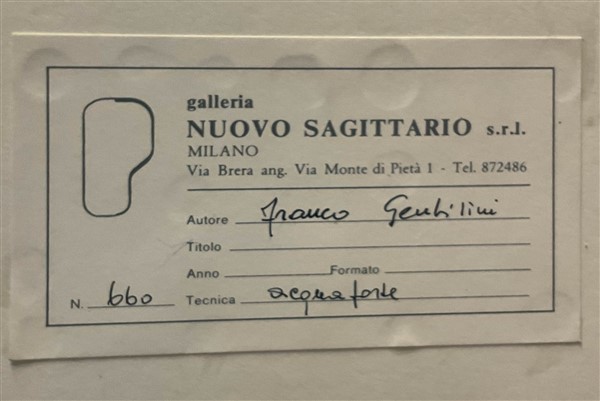 galleria
NUOVO SAGITTARIO s.r.l.
MILANO
Via Brera ang. Via Monte di Pietà 1 - Tel. 872486
Autore Franco Gentilini
Titolo
Anno Formato
N. 660 Tecnica acquaforte